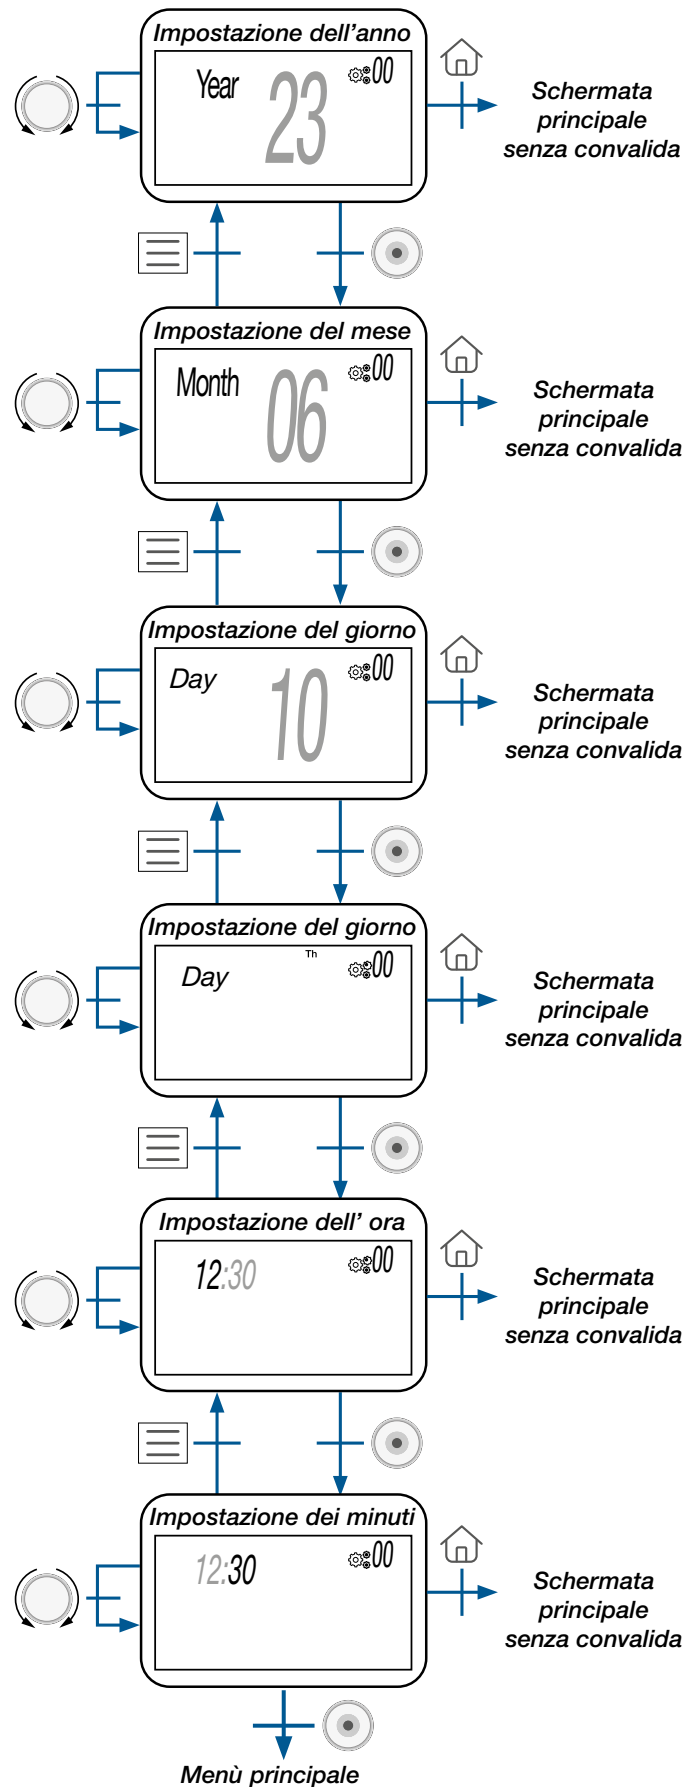 Impostazione dell'anno
Year 23 00
Schermata
principale
senza convalida
Impostazione del mese
Month 06 00
Schermata
principale
senza convalida
Impostazione del giorno
Day 10 00
Schermata
principale
senza convalida
Impostazione del giorno
Day Th 00
Schermata
principale
senza convalida
Impostazione dell' ora
12:30 00
Schermata
principale
senza convalida
Impostazione dei minuti
12:30 00
Schermata
principale
senza convalida
Menù principale